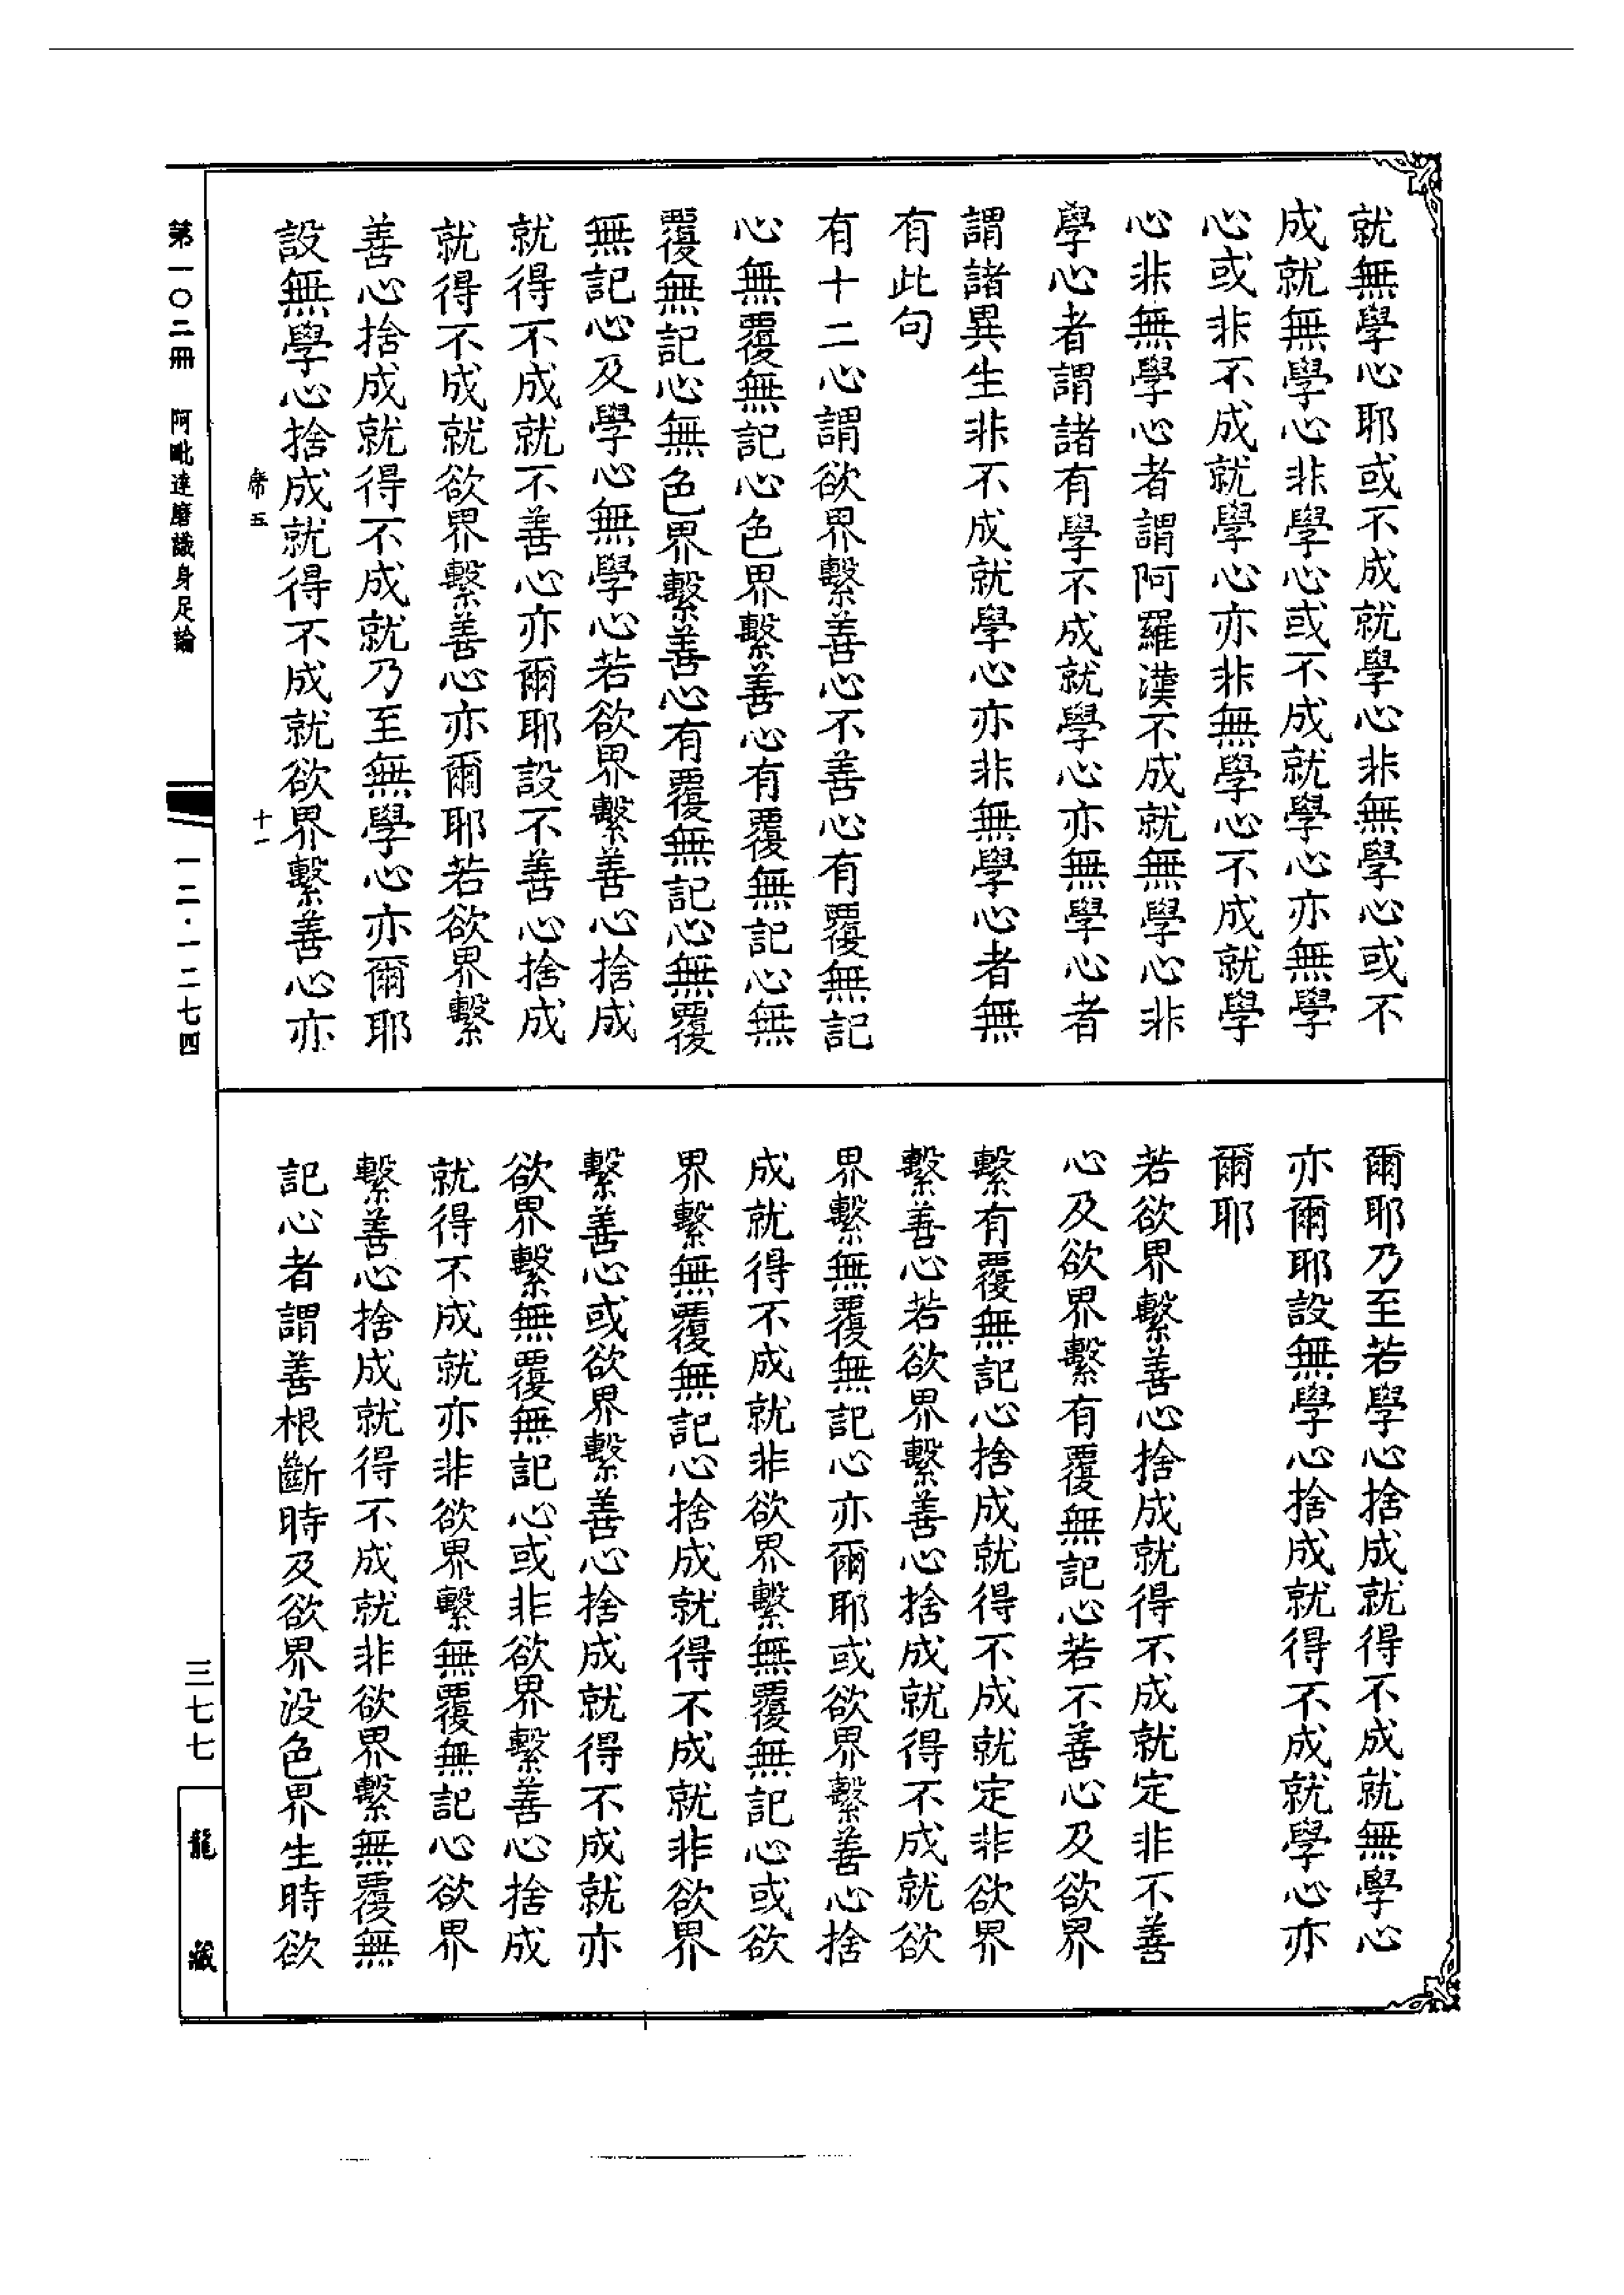 就無學心耶或不成就學心非無學心或不
成就無學心非學心或不成就學心亦無學
心或非不成就學心亦非無學心不成就學
心非無學心者謂阿羅漢不成就無學心非
學心者謂諸有學不成就學心亦無學心者
謂諸異生非不成就學心亦非無學心者無
有此句
有十二心謂欲界繫善心不善心有覆無記
心無覆無記心色界繫善心有覆無記心無
覆無記心無色界繫善心有覆無記心無覆
無記心及學心無學心若欲界繫善心捨成
就得不成就不善心亦爾耶設不善心捨成
就得不成就欲界繫善心亦爾耶若欲界繫
善心捨成就得不成就乃至無學心亦爾耶
設無學心捨成就得不成就欲界繫善心亦
席五 十一
爾耶乃至若學心捨成就得不成就無學心
亦爾耶設無學心捨成就得不成就學心亦
爾耶
若欲界繫善心捨成就得不成就定非不善
心及欲界繫有覆無記心若不善心及欲界
繫有覆無記心捨成就得不成就定非欲界
繫善心若欲界繫善心捨成就得不成就欲
界繫無覆無記心亦爾耶或欲界繫善心捨
成就得不成就非欲界繫無覆無記心或欲
界繫無覆無記心捨成就得不成就非欲界
繫善心或欲界繫善心捨成就得不成就亦
欲界繫無覆無記心或非欲界繫善心捨成
就得不成就亦非欲界繫無覆無記心欲界
繫善心捨成就得不成就非欲界繫無覆無
記心者謂善根斷時及欲界沒色界生時欲
第一〇二冊 阿毗達磨識身足論
一二·一二七四
三七七
龍藏